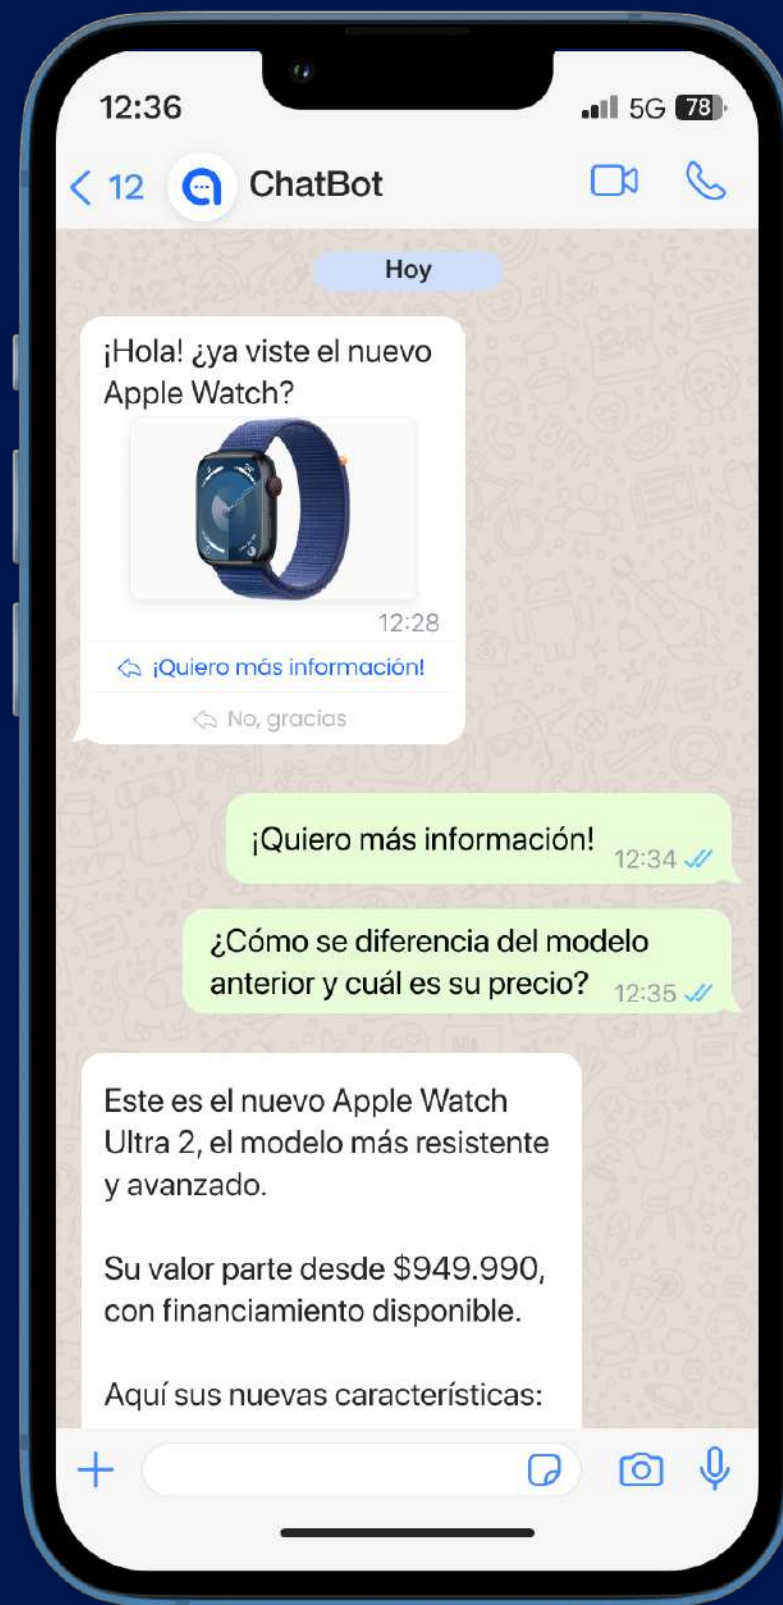 12:36
5G 78
12 ChatBot
Hoy
¡Hola! ¿ya viste el nuevo
Apple Watch?
12:28
¡Quiero más información!
No, gracias
¡Quiero más información!
12:34
¿Cómo se diferencia del modelo
anterior y cuál es su precio?
12:35
Este es el nuevo Apple Watch
Ultra 2, el modelo más resistente
y avanzado.
Su valor parte desde $949.990,
con financiamiento disponible.
Aquí sus nuevas características: